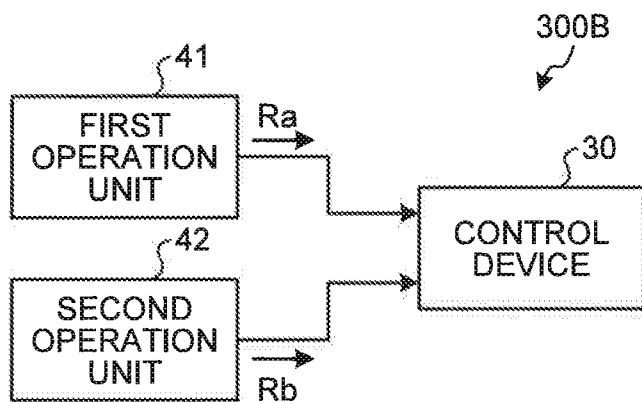 300B
41
FIRST
OPERATION
UNIT
Ra
30
CONTROL
DEVICE
42
SECOND
OPERATION
UNIT
Rb